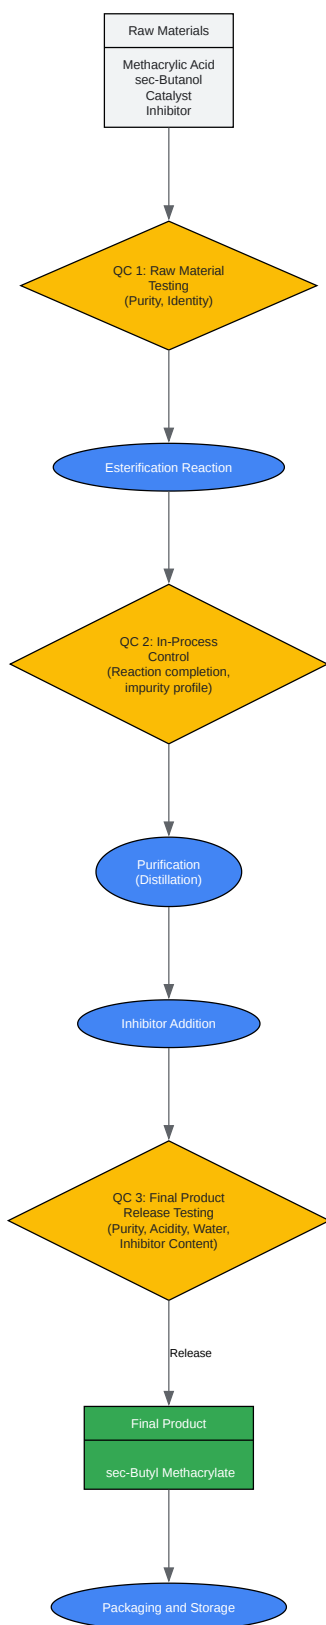 Raw Materials
Methacrylic Acid
sec-Butanol
Catalyst
Inhibitor
QC 1: Raw Material
Testing
(Purity, Identity)
Esterification Reaction
QC 2: In-Process
Control
(Reaction completion,
impurity profile)
Purification
(Distillation)
Inhibitor Addition
QC 3: Final Product
Release Testing
(Purity, Acidity, Water,
Inhibitor Content)
Release
Final Product
sec-Butyl Methacrylate
Packaging and Storage